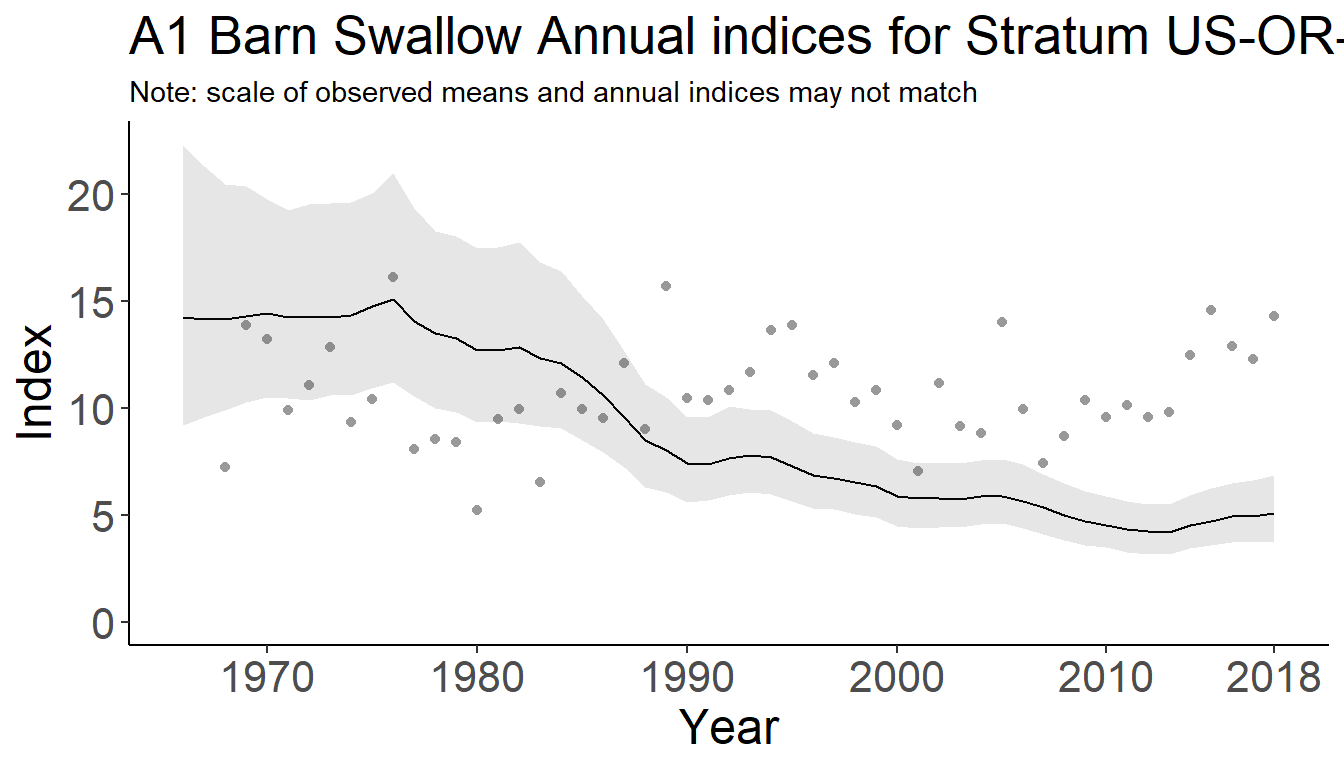 A1 Barn Swallow Annual indices for Stratum US-OR-
Note: scale of observed means and annual indices may not match
20
15
10
5
0
Index
1970 1980 1990 2000 2010 2018
Year